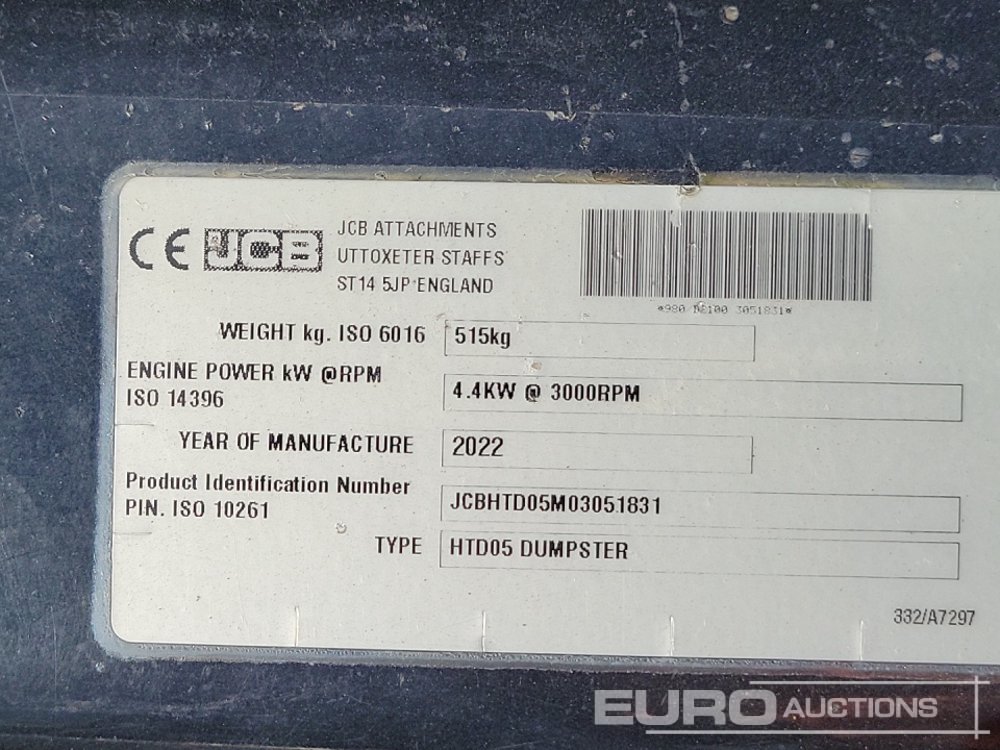 CE JCB
JCB ATTACHMENTS
UTTOXETER STAFFS
ST14 5JP ENGLAND
*980 DE100 3051831*
WEIGHT kg. ISO 6016 515kg
ENGINE POWER kW @RPM
ISO 14396
4.4KW @ 3000RPM
YEAR OF MANUFACTURE 2022
Product Identification Number
PIN. ISO 10261
JCBHTD05M03051831
TYPE HTD05 DUMPSTER
332/A7297
EURO AUCTIONS